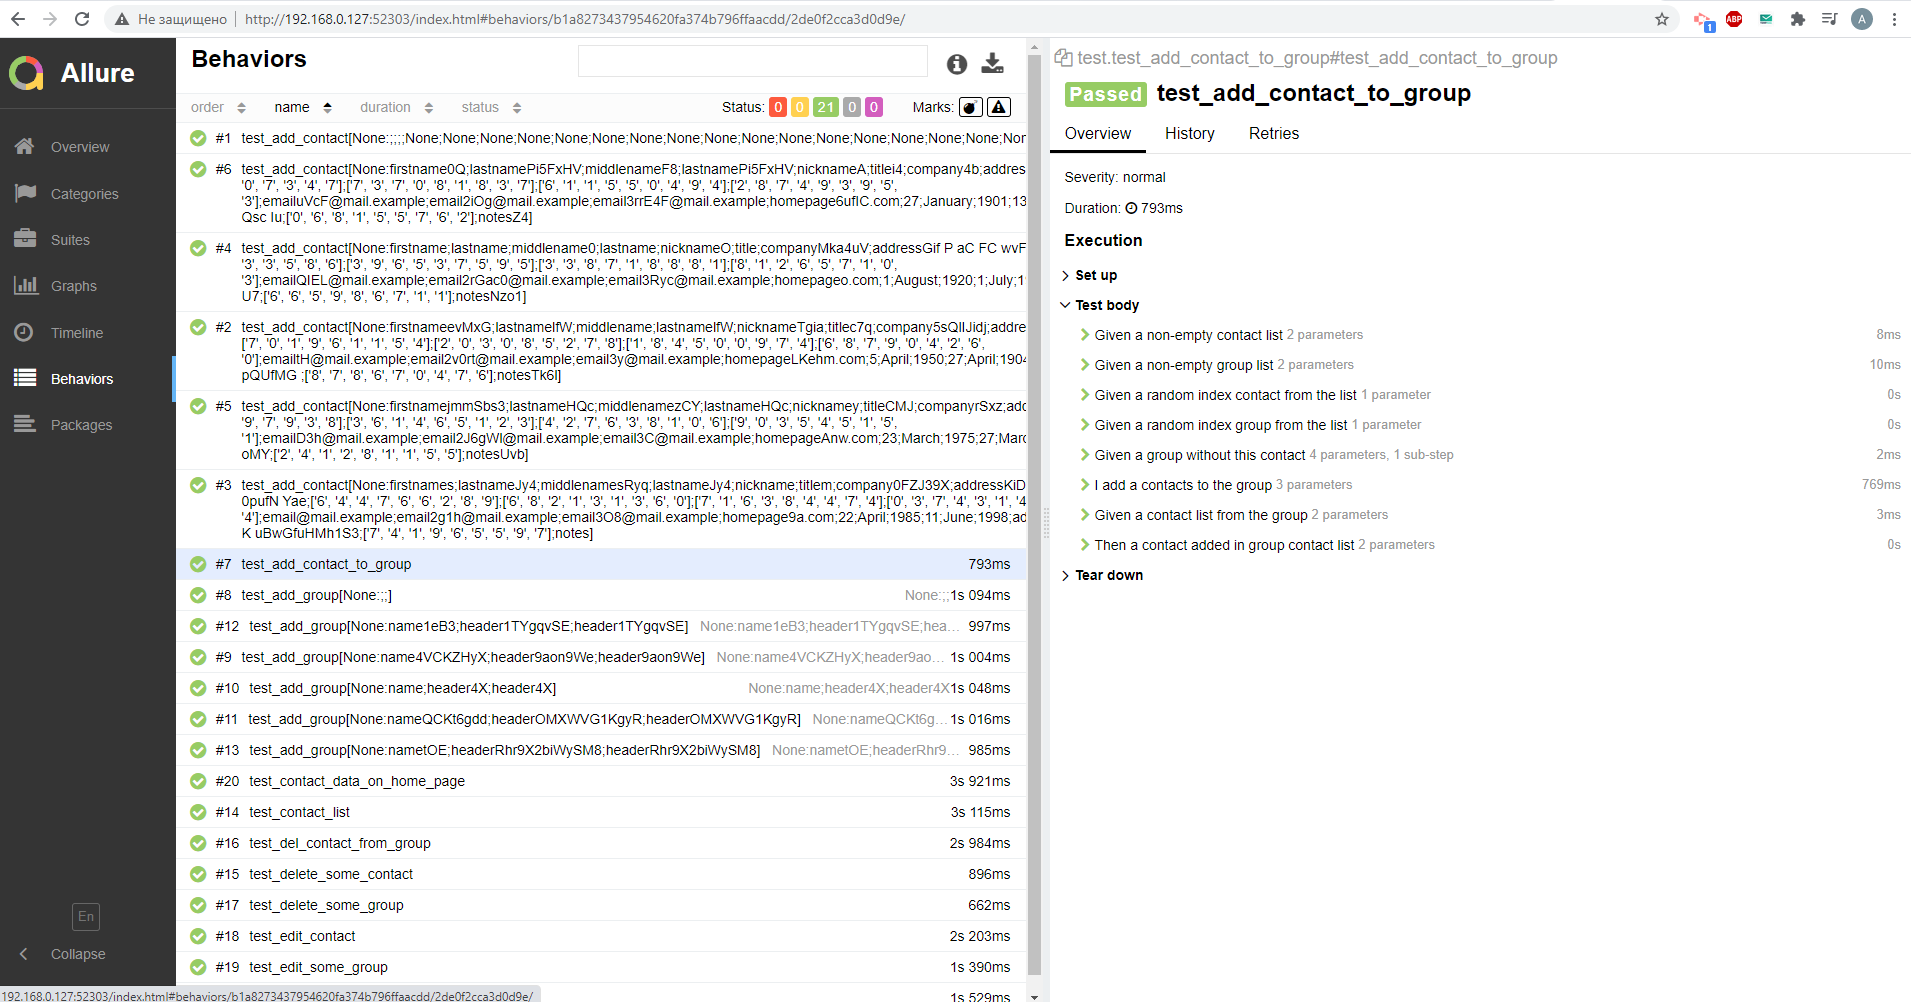 Не защищено | http://192.168.0.127:52303/index.html#behaviors/b1a8273437954620fa374b796ffaacdd/2de0f2cca3d0d9e/
1
ABP
A
Allure
Overview
Categories
Suites
Graphs
Timeline
Behaviors
Packages
En
Collapse
Behaviors
order name duration status Status: 0 0 21 0 0 Marks:
#1 test_add_contact[None:;;;;None;None;None;None;None;None;None;None;None;None;None;None;None;None;None;None;Non
#6 test_add_contact[None:firstname0Q;lastnamePi5FxHV;middlenameF8;lastnamePi5FxHV;nicknameA;titlei4;company4b;addres
'0', '7', '3', '4', '7'];['7', '3', '7', '0', '8', '1', '8', '3', '7'];['6', '1', '1', '5', '5', '0', '4', '9', '4'];['2', '8', '7', '4', '9', '3', '9', '5',
'3'];emailuVcF@mail.example;email2iOg@mail.example;email3rrE4F@mail.example;homepage6ufIC.com;27;January;1901;13
Qsc Iu;['0', '6', '8', '1', '5', '5', '7', '6', '2'];notesZ4]
#4 test_add_contact[None:firstname;lastname;middlename0;lastname;nicknameO;title;companyMka4uV;addressGif P aC FC wvF
'3', '3', '5', '8', '6'];['3', '9', '6', '5', '3', '7', '5', '9', '5'];['3', '3', '8', '7', '1', '8', '8', '8', '1'];['8', '1', '2', '6', '5', '7', '1', '0',
'3'];emailQIEL@mail.example;email2rGac0@mail.example;email3Ryc@mail.example;homepageo.com;1;August;1920;1;July;1
U7;['6', '6', '5', '9', '8', '6', '7', '1', '1'];notesNzo1]
#2 test_add_contact[None:firstnameevMxG;lastnameIfW;middlename;lastnameIfW;nicknameTgia;titlec7q;company5sQIIJidj;addre
['7', '0', '1', '9', '6', '1', '1', '5', '4'];['2', '0', '3', '0', '8', '5', '2', '7', '8'];['1', '8', '4', '5', '0', '0', '9', '7', '4'];['6', '8', '7', '9', '0', '4', '2', '6',
'0'];emailtH@mail.example;email2v0rt@mail.example;email3y@mail.example;homepageLKehm.com;5;April;1950;27;April;1904
pQUfMG ;['8', '7', '8', '6', '7', '0', '4', '7', '6'];notesTk6l]
#5 test_add_contact[None:firstnamejmmSbs3;lastnameHQc;middlenamezCY;lastnameHQc;nicknamey;titleCMJ;companyrSxz;ad
'9', '7', '9', '3', '8'];['3', '6', '1', '4', '6', '5', '1', '2', '3'];['4', '2', '7', '6', '3', '8', '1', '0', '6'];['9', '0', '3', '5', '4', '5', '1', '5',
'1'];emailD3h@mail.example;email2J6gWl@mail.example;email3C@mail.example;homepageAnw.com;23;March;1975;27;Marc
oMY;['2', '4', '1', '2', '8', '1', '1', '5', '5'];notesUvb]
#3 test_add_contact[None:firstnames;lastnameJy4;middlenamesRyq;lastnameJy4;nickname;titlem;company0FZJ39X;addressKiD
0pufN Yae;['6', '4', '4', '7', '6', '6', '2', '8', '9'];['6', '8', '2', '1', '3', '1', '3', '6', '0'];['7', '1', '6', '3', '8', '4', '4', '7', '4'];['0', '3', '7', '4', '3', '1', '4
'4'];email@mail.example;email2g1h@mail.example;email3O8@mail.example;homepage9a.com;22;April;1985;11;June;1998;ad
K uBwGfuHMh1S3;['7', '4', '1', '9', '6', '5', '5', '9', '7'];notes]
#7 test_add_contact_to_group 793ms
#8 test_add_group[None:;;] None:;;1s 094ms
#12 test_add_group[None:name1eB3;header1TYgqvSE;header1TYgqvSE] None:name1eB3;header1TYgqvSE;hea... 997ms
#9 test_add_group[None:name4VCKZHyX;header9aon9We;header9aon9We] None:name4VCKZHyX;header9ao... 1s 004ms
#10 test_add_group[None:name;header4X;header4X] None:name;header4X;header4X1s 048ms
#11 test_add_group[None:nameQCKt6gdd;headerOMXWVG1KgyR;headerOMXWVG1KgyR] None:nameQCKt6g... 1s 016ms
#13 test_add_group[None:nametOE;headerRhr9X2biWySM8;headerRhr9X2biWySM8] None:nametOE;headerRhr9... 985ms
#20 test_contact_data_on_home_page 3s 921ms
#14 test_contact_list 3s 115ms
#16 test_del_contact_from_group 2s 984ms
#15 test_delete_some_contact 896ms
#17 test_delete_some_group 662ms
#18 test_edit_contact 2s 203ms
#19 test_edit_some_group 1s 390ms
1s 529ms
192.168.0.127:52303/index.html#behaviors/b1a8273437954620fa374b796ffaacdd/2de0f2cca3d0d9e/
test.test_add_contact_to_group#test_add_contact_to_group
Passed test_add_contact_to_group
Overview History Retries
Severity: normal
Duration: 793ms
Execution
Set up
Test body
Given a non-empty contact list 2 parameters 8ms
Given a non-empty group list 2 parameters 10ms
Given a random index contact from the list 1 parameter 0s
Given a random index group from the list 1 parameter 0s
Given a group without this contact 4 parameters, 1 sub-step 2ms
I add a contacts to the group 3 parameters 769ms
Given a contact list from the group 2 parameters 3ms
Then a contact added in group contact list 2 parameters 0s
Tear down